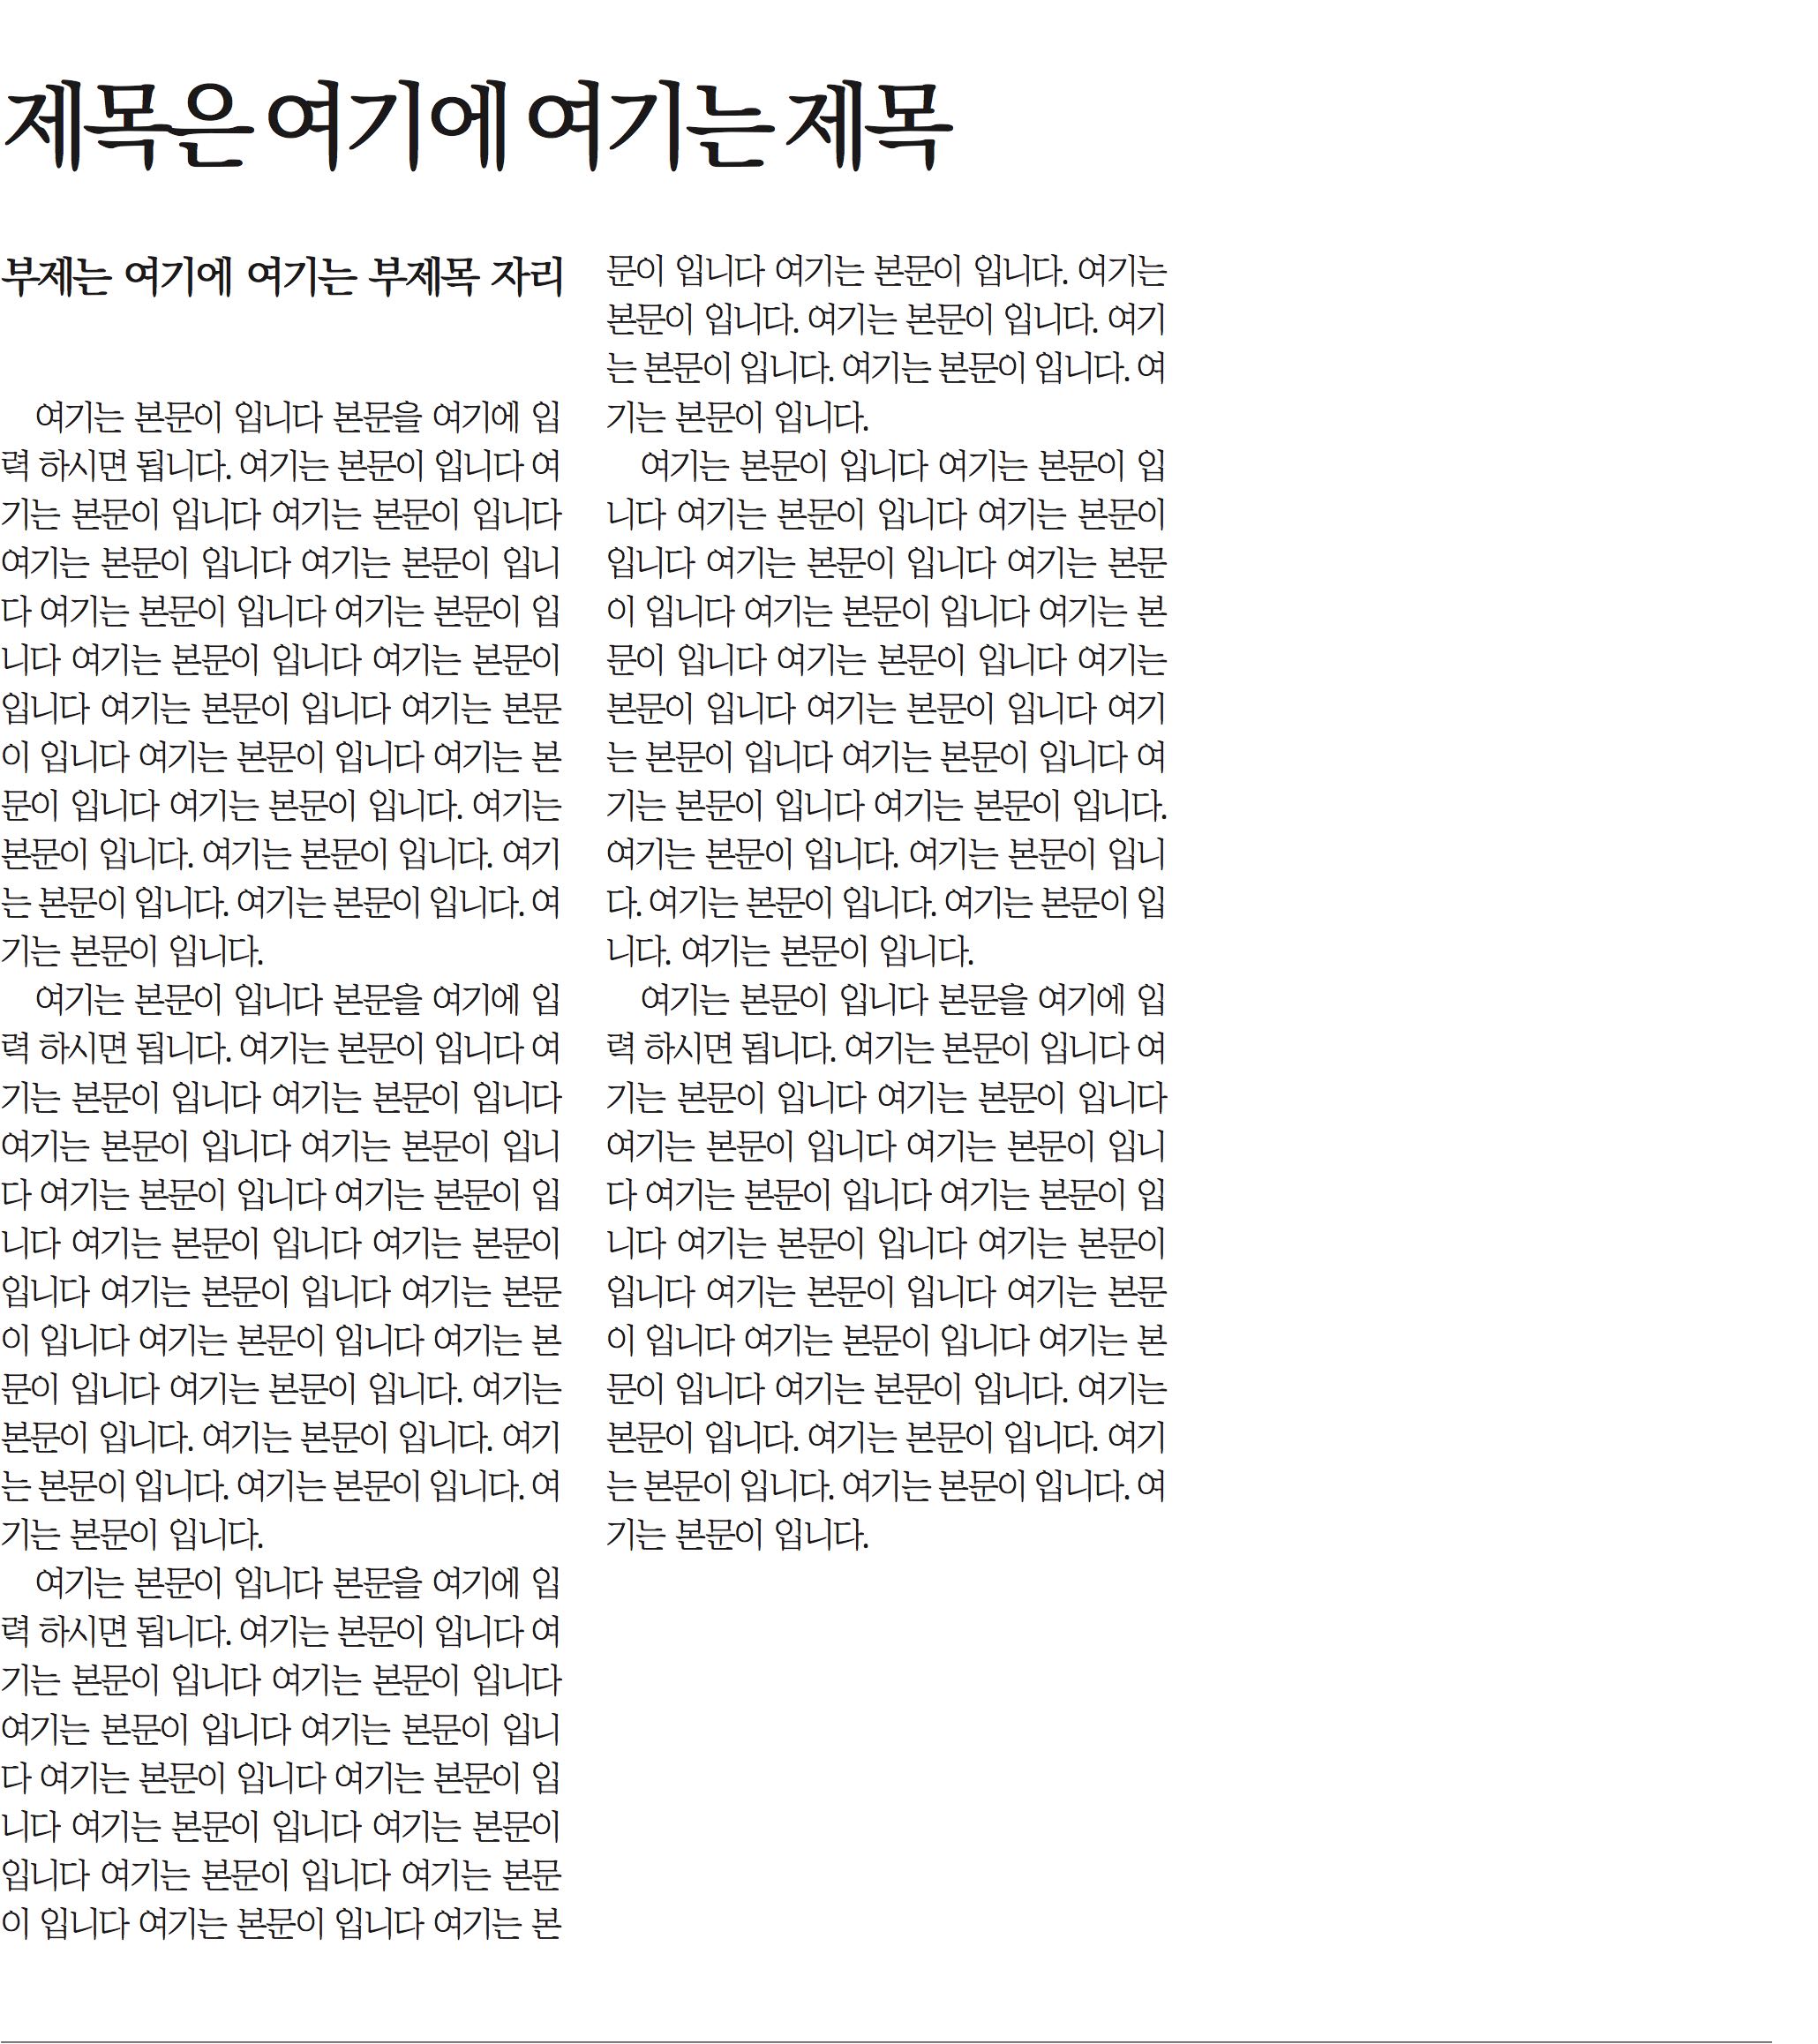 제목은 여기에 여기는 제목
부제는 여기에 여기는 부제목 자리
여기는 본문이 입니다 본문을 여기에 입
력 하시면 됩니다. 여기는 본문이 입니다 여
기는 본문이 입니다 여기는 본문이 입니다
여기는 본문이 입니다 여기는 본문이 입니
다 여기는 본문이 입니다 여기는 본문이 입
니다 여기는 본문이 입니다 여기는 본문이
입니다 여기는 본문이 입니다 여기는 본문
이 입니다 여기는 본문이 입니다 여기는 본
문이 입니다 여기는 본문이 입니다. 여기는
본문이 입니다. 여기는 본문이 입니다. 여기
는 본문이 입니다. 여기는 본문이 입니다. 여
기는 본문이 입니다.
여기는 본문이 입니다 본문을 여기에 입
력 하시면 됩니다. 여기는 본문이 입니다 여
기는 본문이 입니다 여기는 본문이 입니다
여기는 본문이 입니다 여기는 본문이 입니
다 여기는 본문이 입니다 여기는 본문이 입
니다 여기는 본문이 입니다 여기는 본문이
입니다 여기는 본문이 입니다 여기는 본문
이 입니다 여기는 본문이 입니다 여기는 본
문이 입니다 여기는 본문이 입니다. 여기는
본문이 입니다. 여기는 본문이 입니다. 여기
는 본문이 입니다. 여기는 본문이 입니다. 여
기는 본문이 입니다.
여기는 본문이 입니다 본문을 여기에 입
력 하시면 됩니다. 여기는 본문이 입니다 여
기는 본문이 입니다 여기는 본문이 입니다
여기는 본문이 입니다 여기는 본문이 입니
다 여기는 본문이 입니다 여기는 본문이 입
니다 여기는 본문이 입니다 여기는 본문이
입니다 여기는 본문이 입니다 여기는 본문
이 입니다 여기는 본문이 입니다 여기는 본
문이 입니다 여기는 본문이 입니다. 여기는
본문이 입니다. 여기는 본문이 입니다. 여기
는 본문이 입니다. 여기는 본문이 입니다. 여
기는 본문이 입니다.
여기는 본문이 입니다 여기는 본문이 입
니다 여기는 본문이 입니다 여기는 본문이
입니다 여기는 본문이 입니다 여기는 본문
이 입니다 여기는 본문이 입니다 여기는 본
문이 입니다 여기는 본문이 입니다 여기는
본문이 입니다 여기는 본문이 입니다 여기
는 본문이 입니다 여기는 본문이 입니다 여
기는 본문이 입니다 여기는 본문이 입니다.
여기는 본문이 입니다. 여기는 본문이 입니
다. 여기는 본문이 입니다. 여기는 본문이 입
니다. 여기는 본문이 입니다.
여기는 본문이 입니다 본문을 여기에 입
력 하시면 됩니다. 여기는 본문이 입니다 여
기는 본문이 입니다 여기는 본문이 입니다
여기는 본문이 입니다 여기는 본문이 입니
다 여기는 본문이 입니다 여기는 본문이 입
니다 여기는 본문이 입니다 여기는 본문이
입니다 여기는 본문이 입니다 여기는 본문
이 입니다 여기는 본문이 입니다 여기는 본
문이 입니다 여기는 본문이 입니다. 여기는
본문이 입니다. 여기는 본문이 입니다. 여기
는 본문이 입니다. 여기는 본문이 입니다. 여
기는 본문이 입니다.